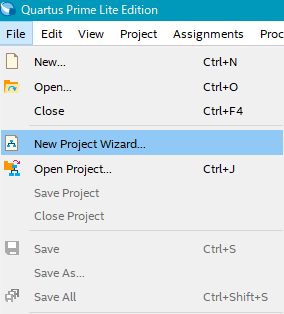 Quartus Prime Lite Edition
File Edit View Project Assignments Proc
New... Ctrl+N
Open... Ctrl+O
Close Ctrl+F4
New Project Wizard...
Open Project... Ctrl+J
Save Project
Close Project
Save Ctrl+S
Save As...
Save All Ctrl+Shift+S